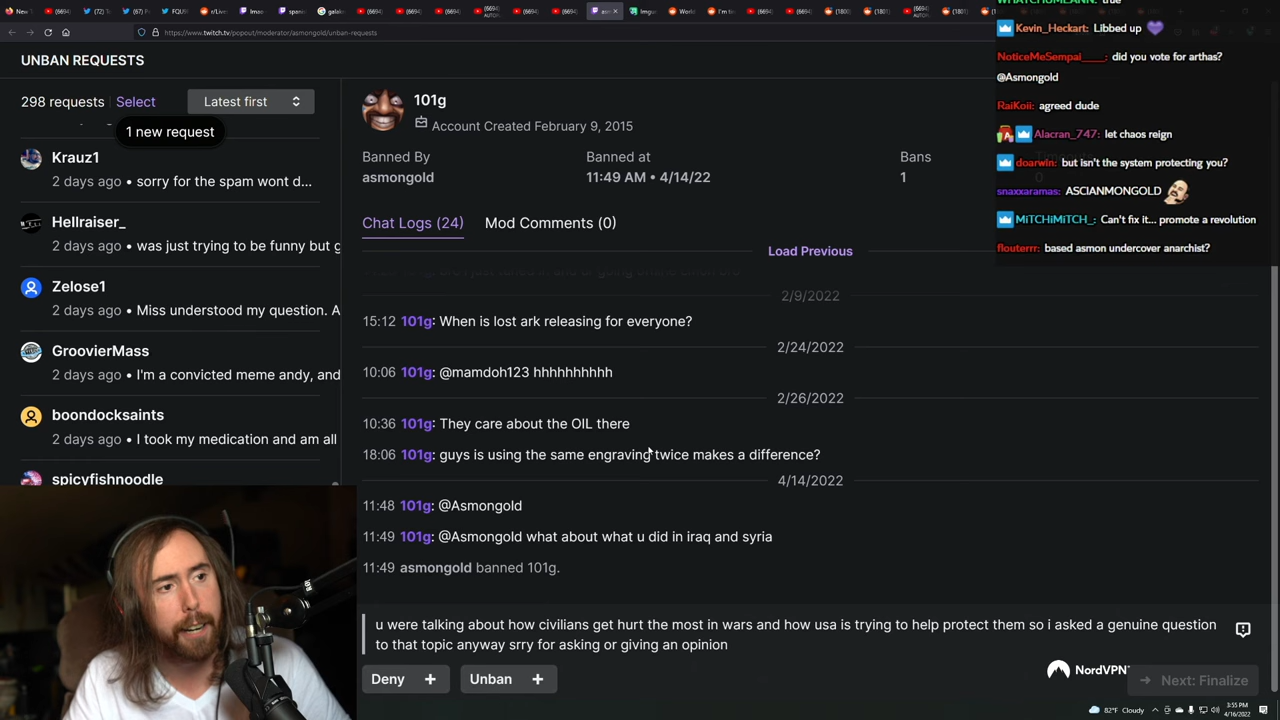 https://www.twitch.tv/popout/moderator/asmongold/unban-requests
UNBAN REQUESTS
298 requests Select
Latest first
1 new request
Krauz1
2 days ago • sorry for the spam wont d...
Hellraiser_
2 days ago • was just trying to be funny but g
Zelose1
2 days ago • Miss understood my question. A
GroovierMass
2 days ago • I'm a convicted meme andy, and
boondocksaints
2 days ago • I took my medication and am all
spicyfishnoodle
101g
Account Created February 9, 2015
Banned By
asmongold
Banned at
11:49 AM • 4/14/22
Bans
1
Chat Logs (24)
Mod Comments (0)
Load Previous
2/9/2022
15:12 101g: When is lost ark releasing for everyone?
2/24/2022
10:06 101g: @mamdoh123 hhhhhhhhhh
2/26/2022
10:36 101g: They care about the OIL there
18:06 101g: guys is using the same engraving twice makes a difference?
4/14/2022
11:48 101g: @Asmongold
11:49 101g: @Asmongold what about what u did in iraq and syria
11:49 asmongold banned 101g.
u were talking about how civilians get hurt the most in wars and how usa is trying to help protect them so i asked a genuine question
to that topic anyway srry for asking or giving an opinion
Deny +
Unban +
NordVPN
Next: Finalize
Kevin_Heckart: Libbed up
NoticeMeSempai____: did you vote for arthas?
@Asmongold
RaiKoii: agreed dude
Alacran_747: let chaos reign
doarwin: but isn't the system protecting you?
snaxxaramas: ASCIANMONGOLD
MiTCHiMiTCH_: Can't fix it... promote a revolution
flouterrr: based asmon undercover anarchist?
82°F Cloudy
3:55 PM
4/16/2022